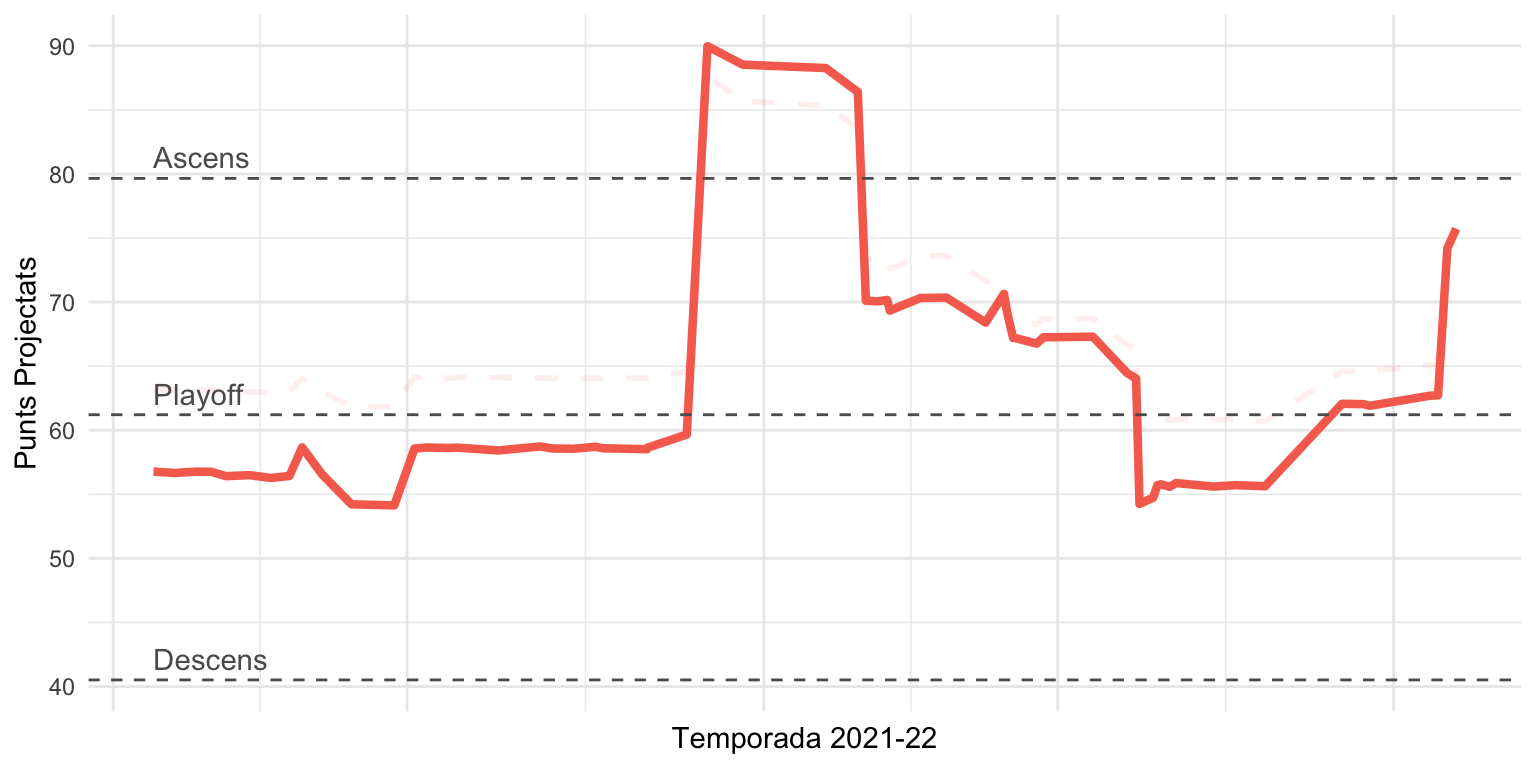 90
80
70
60
50
40
Ascens
Playoff
Descens
Punts Projectats
Temporada 2021-22